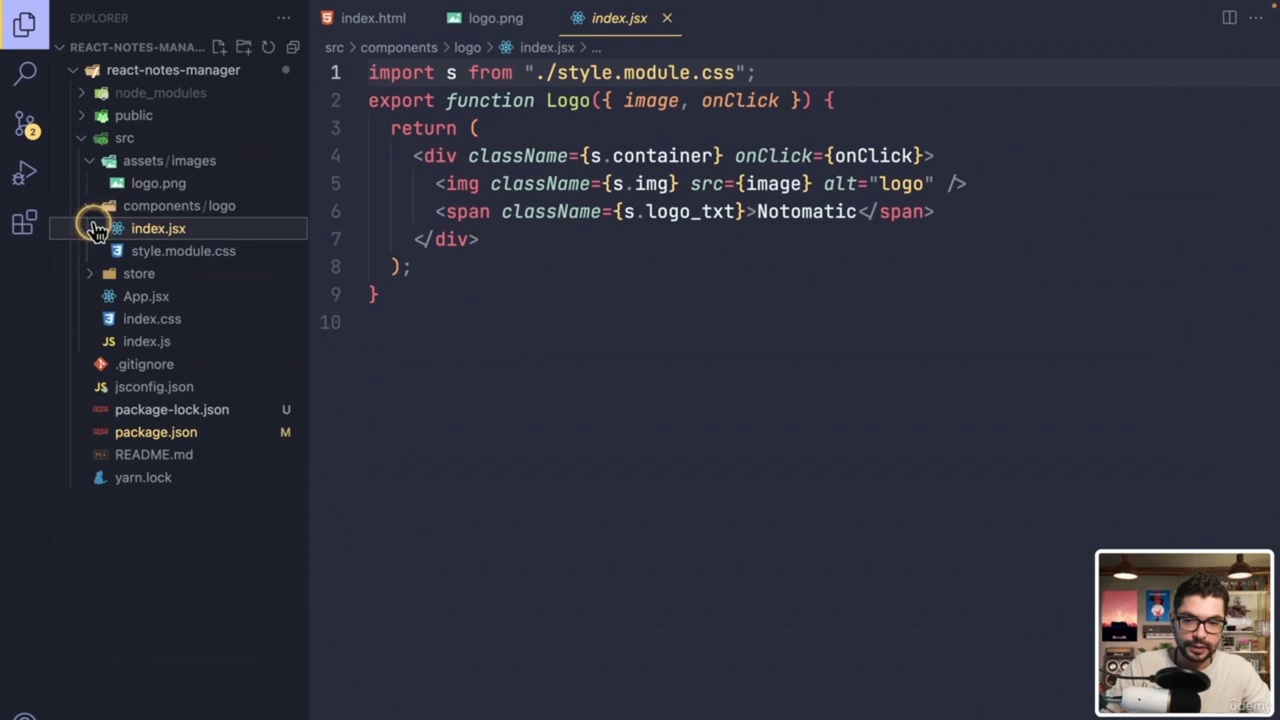 EXPLORER
REACT-NOTES-MANA...
react-notes-manager
node_modules
public
src
assets/images
logo.png
components/logo
index.jsx
style.module.css
store
App.jsx
index.css
JS index.js
.gitignore
JS jsconfig.json
package-lock.json U
package.json M
README.md
yarn.lock
2
index.html
logo.png
index.jsx
src > components > logo > index.jsx > ...
1 import s from "./style.module.css";
2 export function Logo({ image, onClick }) {
3 return (
4 <div className={s.container} onClick={onClick}>
5 <img className={s.img} src={image} alt="logo" />
6 <span className={s.logo_txt}>Notomatic</span>
7 </div>
8 );
9 }
10
udemy